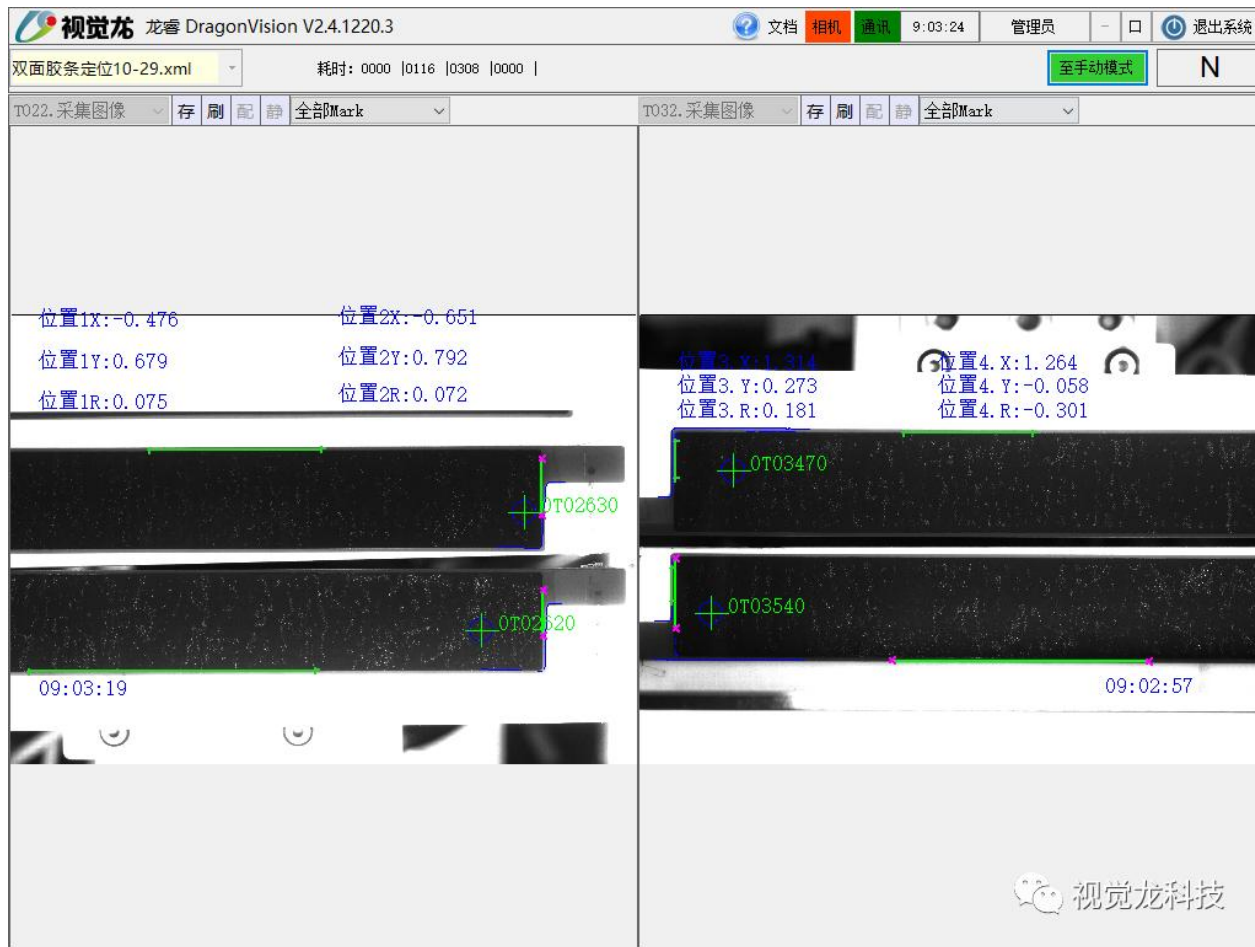 视觉龙 龙睿 DragonVision V2.4.1220.3 文档 相机 通讯 9:03:24 管理员 退出系统
双面胶条定位10-29.xml 耗时: 0000 |0116 |0308 |0000 | 至手动模式 N
T022.采集图像 存 刷 配 静 全部Mark T032.采集图像 存 刷 配 静 全部Mark
位置1X:-0.476 位置2X:-0.651
位置1Y:0.679 位置2Y:0.792
位置1R:0.075 位置2R:0.072
位置3.X:1.314 位置4.X:1.264
位置3.Y:0.273 位置4.Y:-0.058
位置3.R:0.181 位置4.R:-0.301
0T03470
0T02630
0T03540
0T02620
09:03:19 09:02:57
视觉龙科技